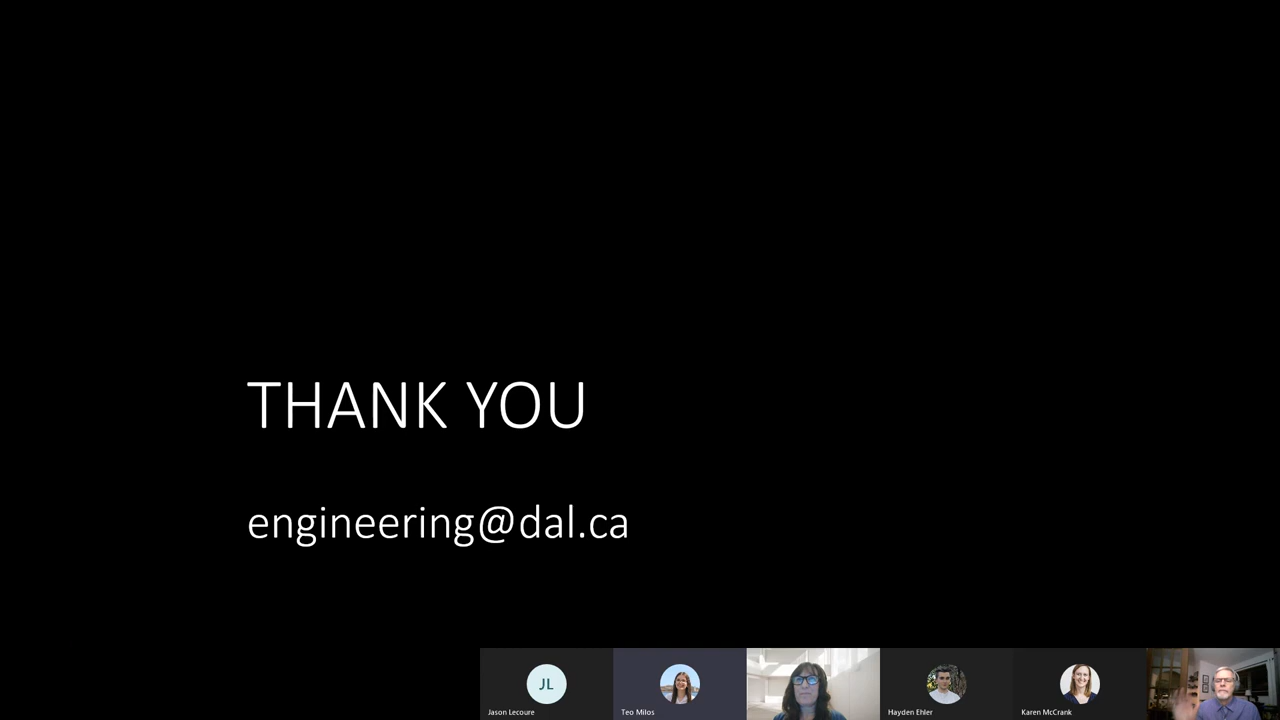 THANK YOU
engineering@dal.ca
JL
Jason Lecoure
Teo Milos
Hayden Ehler
Karen McCrank